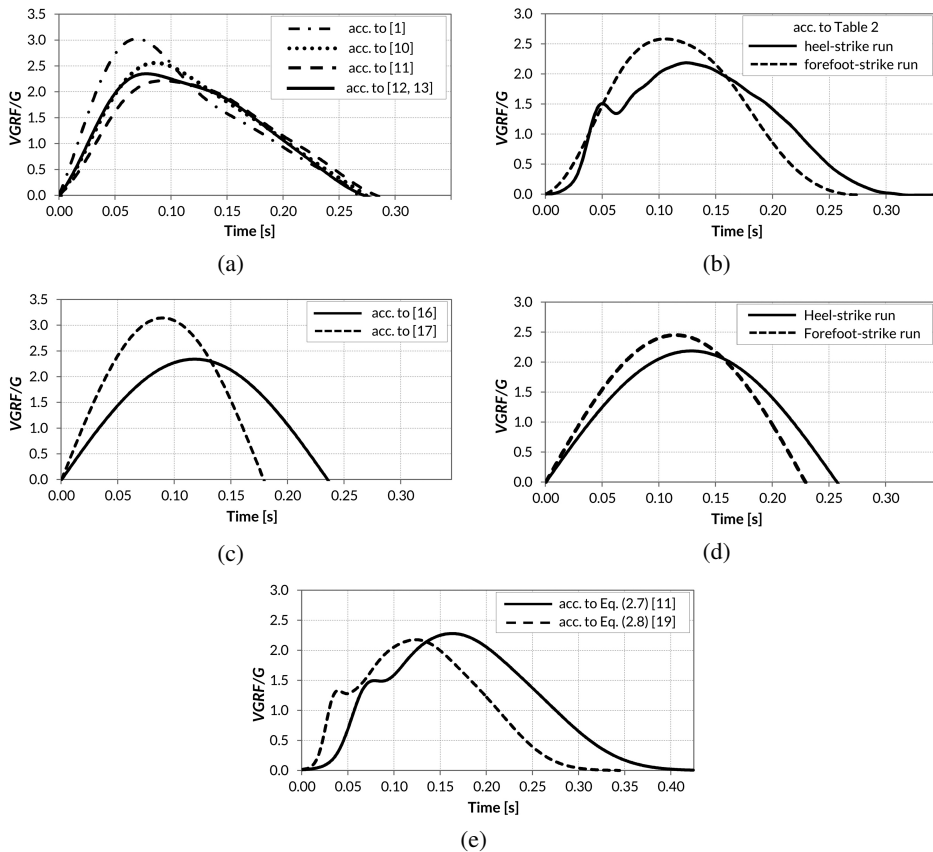 3.5
3.0
2.5
2.0
1.5
1.0
0.5
0.0
VGRF/G
0.00 0.05 0.10 0.15 0.20 0.25 0.30
Time [s]
acc. to [1]
acc. to [10]
acc. to [11]
acc. to [12, 13]
(a)
3.0
2.5
2.0
1.5
1.0
0.5
0.0
VGRF/G
0.00 0.05 0.10 0.15 0.20 0.25 0.30
Time [s]
acc. to Table 2
heel-strike run
forefoot-strike run
(b)
3.5
3.0
2.5
2.0
1.5
1.0
0.5
0.0
VGRF/G
0.00 0.05 0.10 0.15 0.20 0.25 0.30
Time [s]
acc. to [16]
acc. to [17]
(c)
3.0
2.5
2.0
1.5
1.0
0.5
0.0
VGRF/G
0.00 0.05 0.10 0.15 0.20 0.25 0.30
Time [s]
Heel-strike run
Forefoot-strike run
(d)
3.0
2.5
2.0
1.5
1.0
0.5
0.0
VGRF/G
0.00 0.05 0.10 0.15 0.20 0.25 0.30 0.35 0.40
Time [s]
acc. to Eq. (2.7) [11]
acc. to Eq. (2.8) [19]
(e)